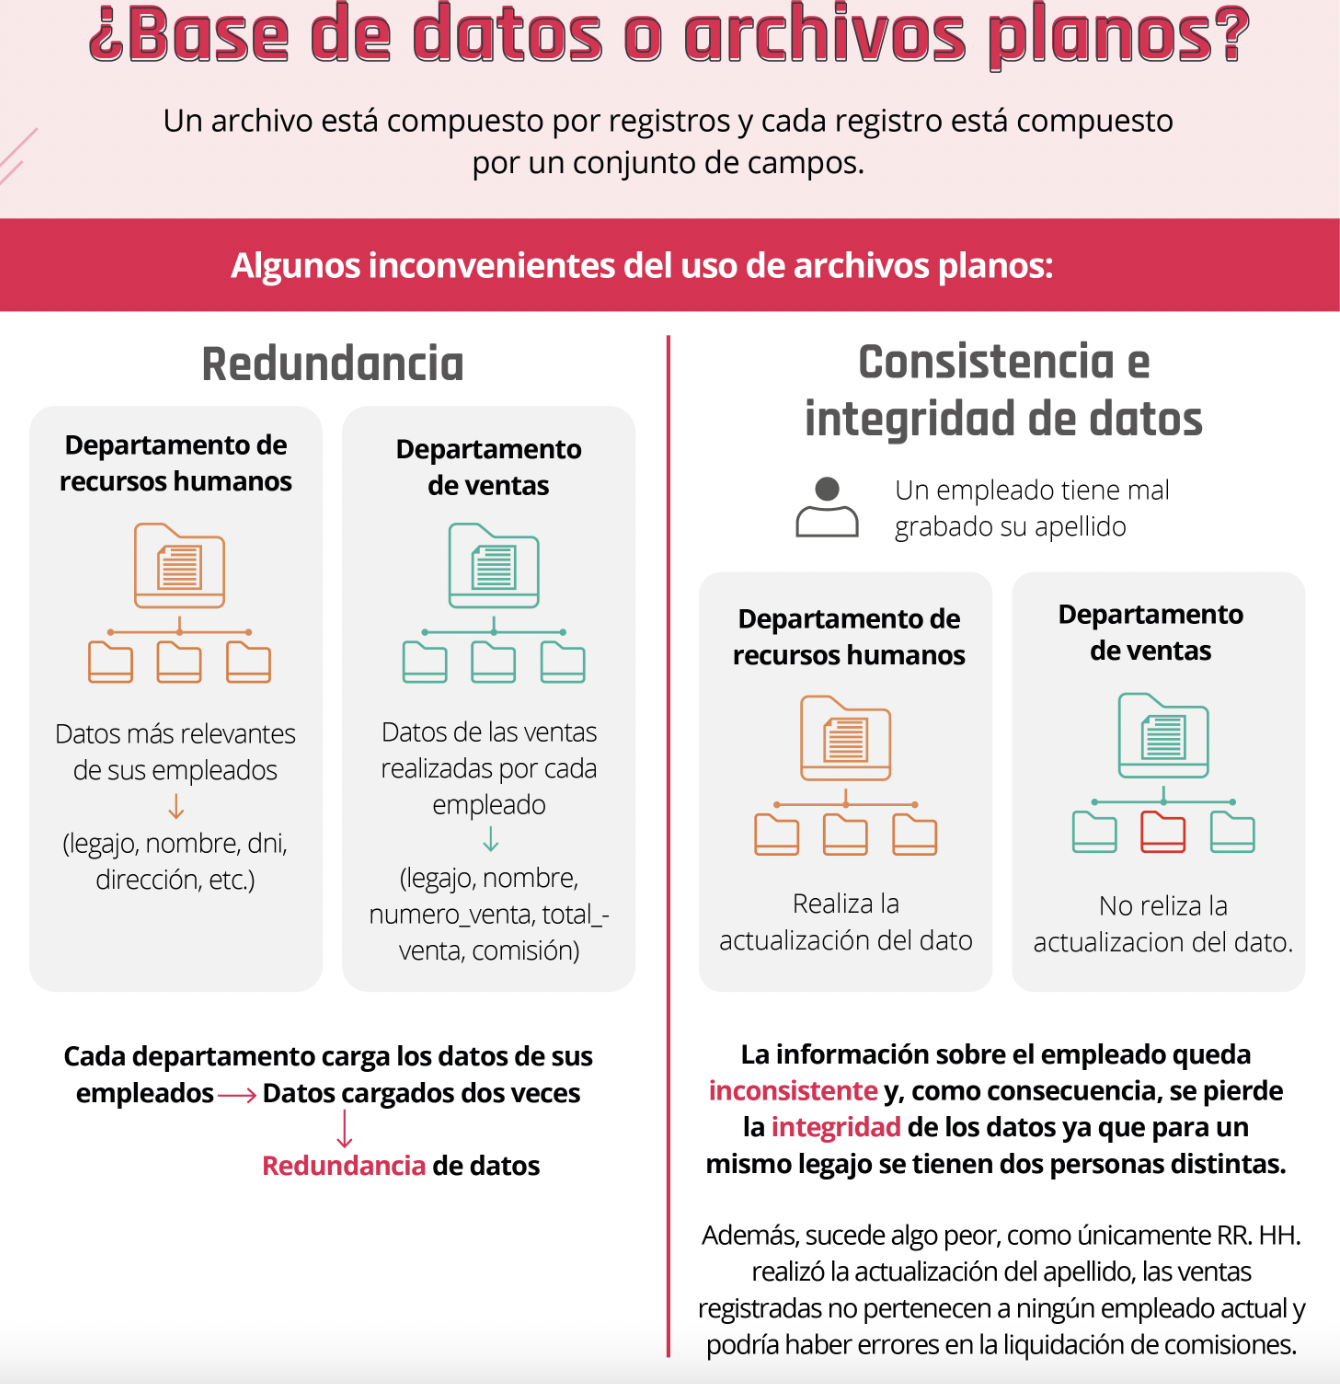 ¿Base de datos o archivos planos?
Un archivo está compuesto por registros y cada registro está compuesto
por un conjunto de campos.
Algunos inconvenientes del uso de archivos planos:
Redundancia
Departamento de
recursos humanos
Datos más relevantes
de sus empleados
(legajo, nombre, dni,
dirección, etc.)
Departamento
de ventas
Datos de las ventas
realizadas por cada
empleado
(legajo, nombre,
numero_venta, total_-
venta, comisión)
Cada departamento carga los datos de sus
empleados → Datos cargados dos veces
Redundancia de datos
Consistencia e
integridad de datos
Un empleado tiene mal
grabado su apellido
Departamento de
recursos humanos
Realiza la
actualización del dato
Departamento
de ventas
No reliza la
actualizacion del dato.
La información sobre el empleado queda
inconsistente y, como consecuencia, se pierde
la integridad de los datos ya que para un
mismo legajo se tienen dos personas distintas.
Además, sucede algo peor, como únicamente RR. HH.
realizó la actualización del apellido, las ventas
registradas no pertenecen a ningún empleado actual y
podría haber errores en la liquidación de comisiones.